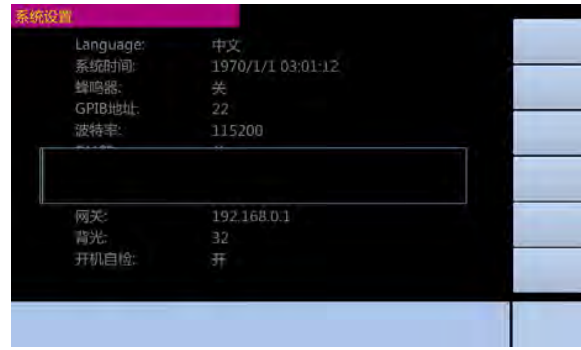 系统设置
Language: 中文
系统时间: 1970/1/1 03:01:12
蜂鸣器: 关
GPIB地址: 22
波特率: 115200
网关: 192.168.0.1
背光: 32
开机自检: 开